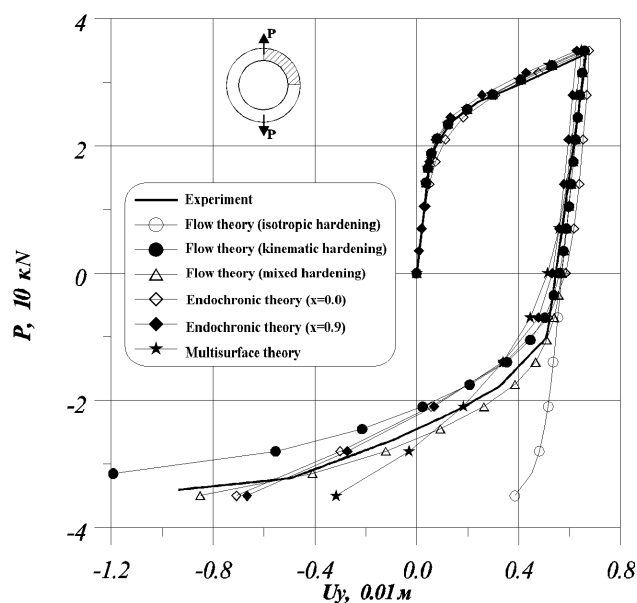 4
2
0
-2
-4
P, 10 кN
P
P
Experiment
Flow theory (isotropic hardening)
Flow theory (kinematic hardening)
Flow theory (mixed hardening)
Endochronic theory (x=0.0)
Endochronic theory (x=0.9)
Multisurface theory
-1.2 -0.8 -0.4 0.0 0.4 0.8
Uy, 0.01м